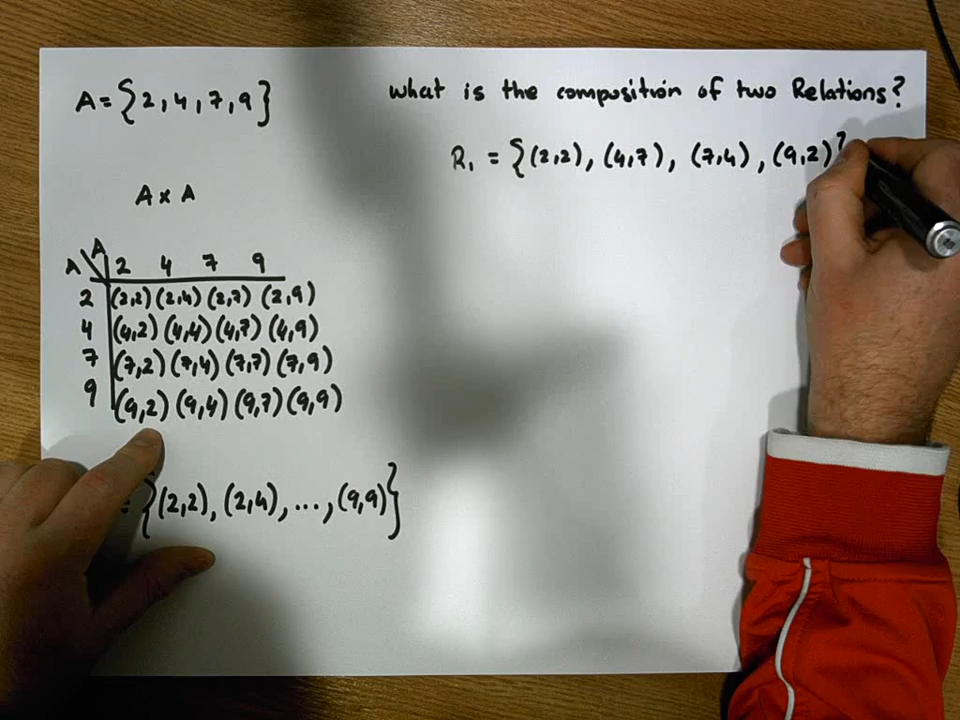 A = {2, 4, 7, 9}
what is the composition of two Relations?
R₁ = {(2,2), (4,7), (7,4), (9,2)}
A × A
A \ A 2 4 7 9
2 (2,2) (2,4) (2,7) (2,9)
4 (4,2) (4,4) (4,7) (4,9)
7 (7,2) (7,4) (7,7) (7,9)
9 (9,2) (9,4) (9,7) (9,9)
= {(2,2), (2,4), ..., (9,9)}